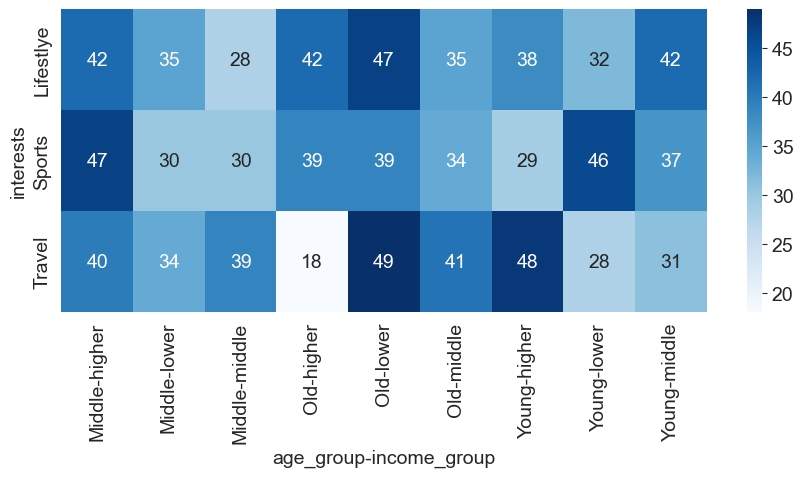 Lifestlye 42 35 28 42 47 35 38 32 42
Sports 47 30 30 39 39 34 29 46 37
Travel 40 34 39 18 49 41 48 28 31
interests
Middle-higher
Middle-lower
Middle-middle
Old-higher
Old-lower
Old-middle
Young-higher
Young-lower
Young-middle
age_group-income_group
45
40
35
30
25
20